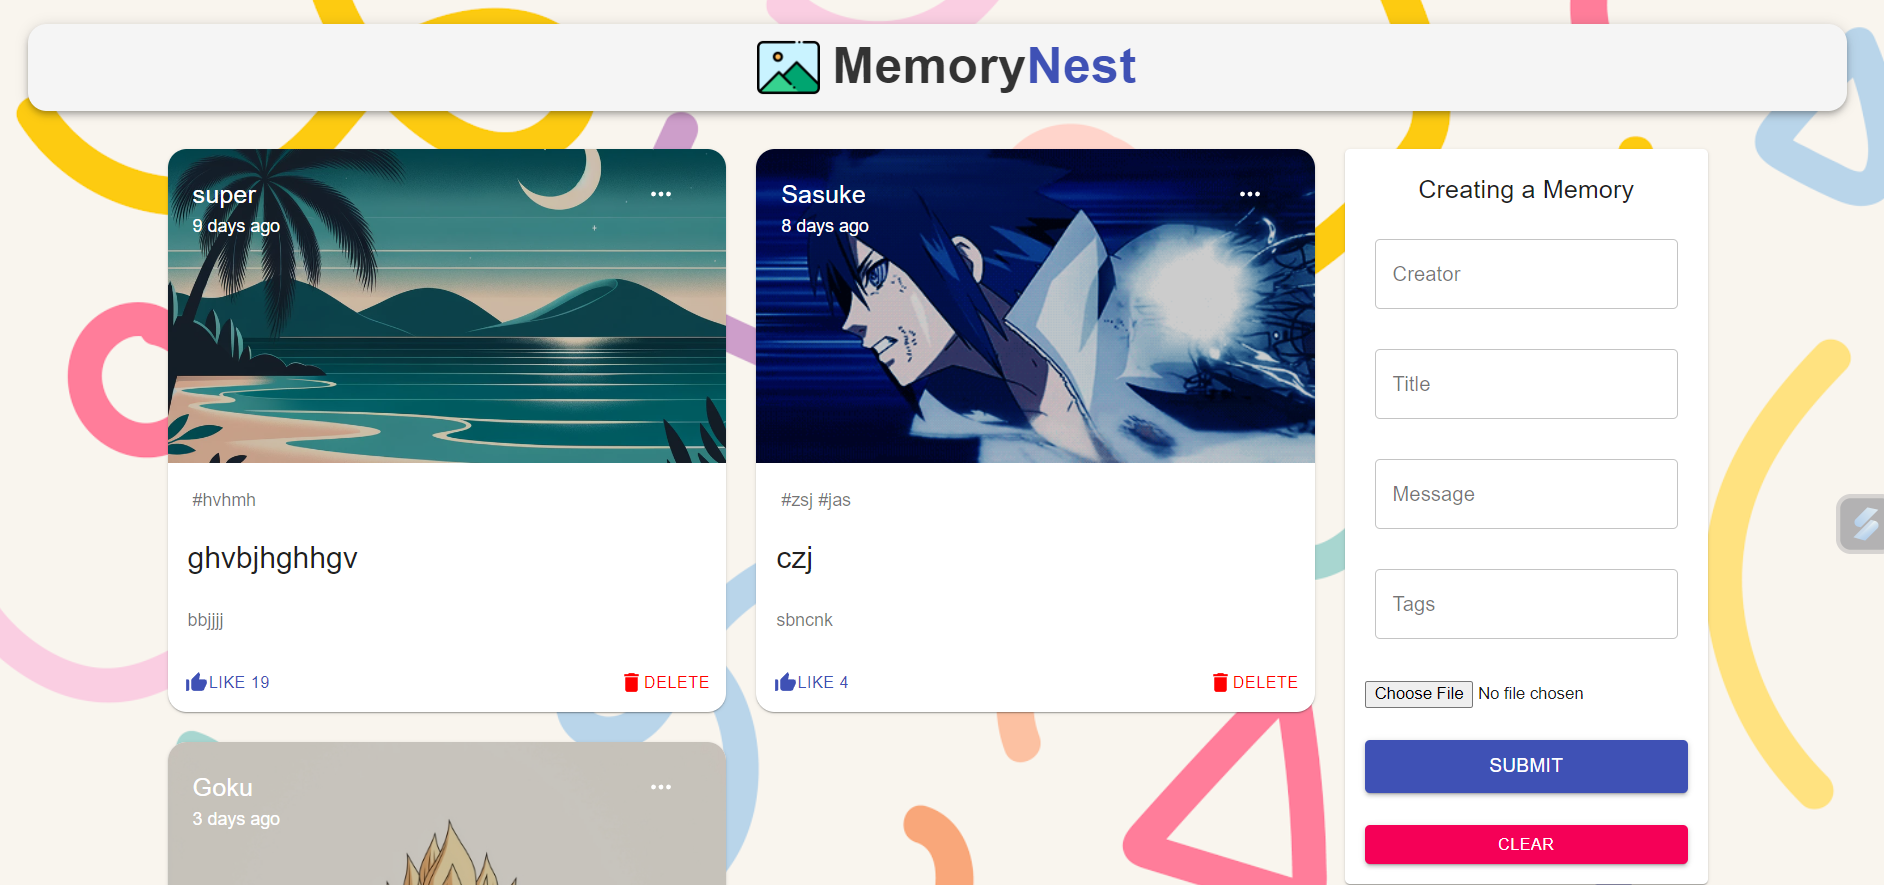 MemoryNest
super
9 days ago
#hvhmh
ghvbjhghhgv
bbjjjj
LIKE 19
DELETE
Sasuke
8 days ago
#zsj #jas
czj
sbncnk
LIKE 4
DELETE
Goku
3 days ago
Creating a Memory
Creator
Title
Message
Tags
Choose File No file chosen
SUBMIT
CLEAR